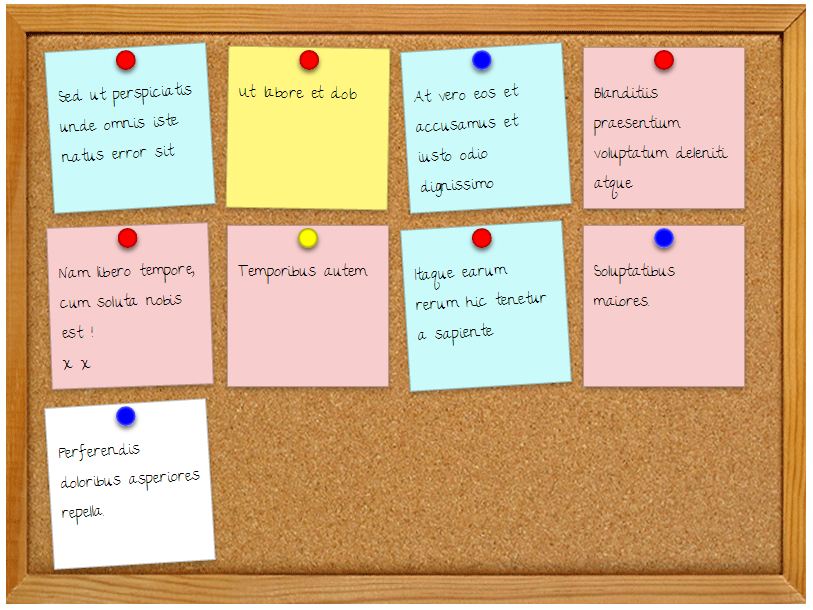 Sed ut perspiciatis
unde omnis iste
natus error sit
Ut labore et dob
At vero eos et
accusamus et
iusto odio
dignissimo
Blanditiis
praesentium
voluptatum deleniti
atque
Nam libero tempore,
cum soluta nobis
est !
x x
Temporibus autem
Itaque earum
rerum hic tenetur
a sapiente
Soluptatibus
maiores.
Perferendis
doloribus asperiores
repella.